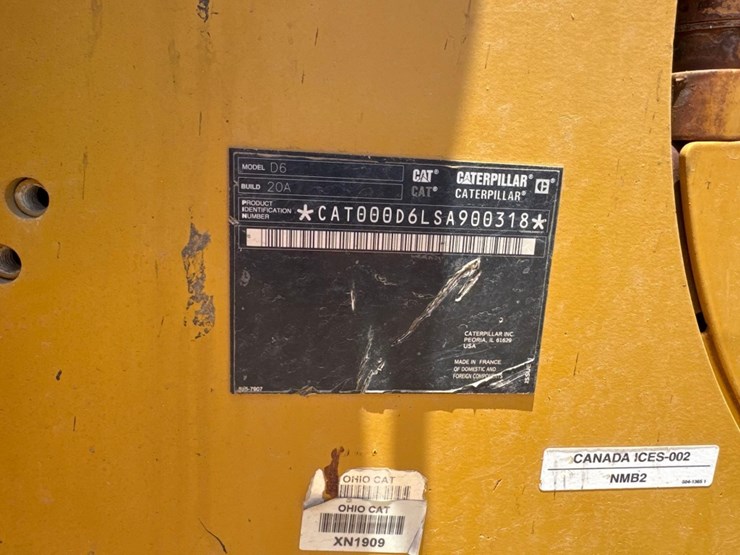 MODEL D6
BUILD 20A
CAT® CATERPILLAR®
CAT® CATERPILLAR®
PRODUCT IDENTIFICATION NUMBER *CAT000D6LSA900318*
CATERPILLAR INC.
PEORIA, IL 61629
USA
MADE IN FRANCE
OF DOMESTIC AND
FOREIGN COMPONENTS
CANADA ICES-002
NMB2
OHIO CAT
OHIO CAT
XN1909